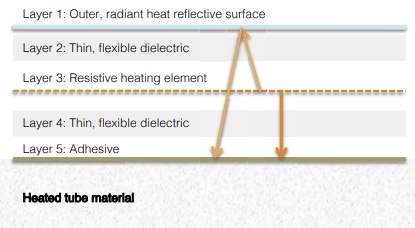 Layer 1: Outer, radiant heat reflective surface
Layer 2: Thin, flexible dielectric
Layer 3: Resistive heating element
Layer 4: Thin, flexible dielectric
Layer 5: Adhesive
Heated tube material